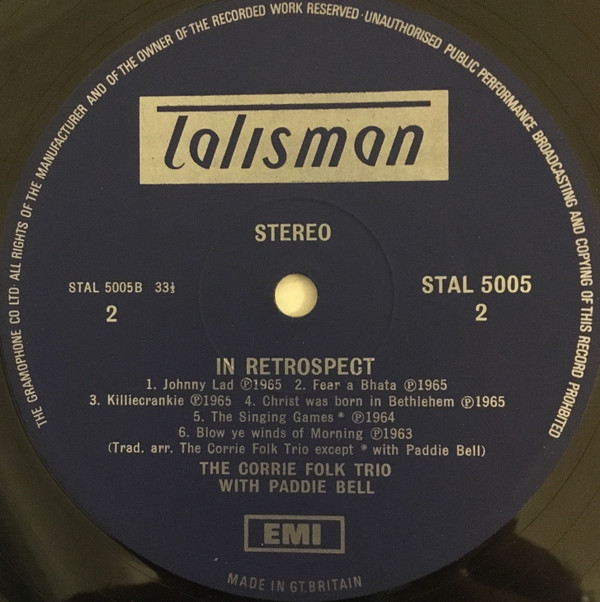 THE GRAMOPHONE CO LTD · ALL RIGHTS OF THE MANUFACTURER AND OF THE OWNER OF THE RECORDED WORK RESERVED · UNAUTHORISED PUBLIC PERFORMANCE BROADCASTING AND COPYING OF THIS RECORD PROHIBITED
Talisman
STEREO
STAL 5005B 33⅓
2
STAL 5005
2
IN RETROSPECT
1. Johnny Lad ℗1965 2. Fear a Bhata ℗1965
3. Killiecrankie ℗1965 4. Christ was born in Bethlehem ℗1965
5. The Singing Games * ℗1964
6. Blow ye winds of Morning ℗1963
(Trad. arr. The Corrie Folk Trio except * with Paddie Bell)
THE CORRIE FOLK TRIO
WITH PADDIE BELL
EMI
MADE IN GT. BRITAIN